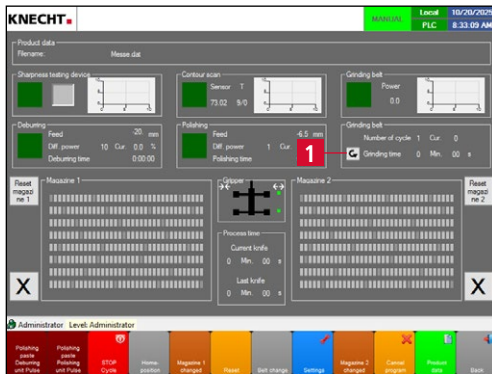 KNECHT
MANUAL
Local 10/20/2025
PLC 8:33:09 AM
Product data
Filename: Messe.dat
Sharpness testing device
Contour scan
Sensor T
73.02 5/0
Grinding belt
Power
0.0
Deburring
Feed -20. mm
Diff. power 10 Cur. 0.0 %
Deburring time 0:00:00
Polishing
Feed -6.5 mm
Diff. power 1 Cur.
Polishing time
1
Grinding belt
Number of cycle 1 Cur. 0
Grinding time 0 Min. 00 s
Reset magazi ne 1
Magazine 1
Gripper
Magazine 2
Reset magazi ne 2
Process time
Current knife
0 Min. 00 s
Last knife
0 Min. 00 s
X
X
Administrator Level: Administrator
Polishing paste Deburring unit Pulse
Polishing paste Polishing unit Pulse
STOP Cycle
Home-position
Magazine 1 changed
Reset
Belt change
Settings
Magazine 2 changed
Cancel program
Product data
Back